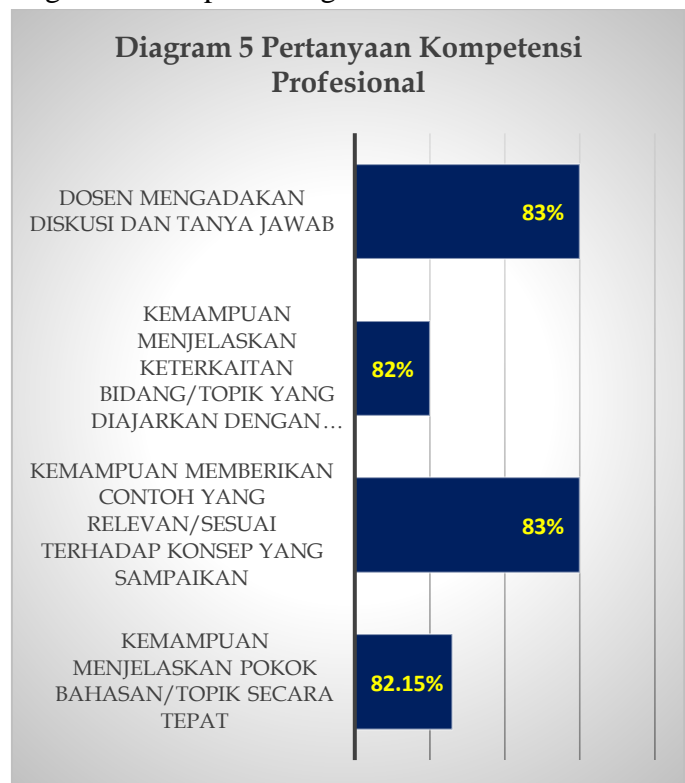 Diagram 5 Pertanyaan Kompetensi
Profesional
DOSEN MENGADAKAN
DISKUSI DAN TANYA JAWAB
83%
KEMAMPUAN
MENJELASKAN
KETERKAITAN
BIDANG/TOPIK YANG
DIAJARKAN DENGAN…
82%
KEMAMPUAN MEMBERIKAN
CONTOH YANG
RELEVAN/SESUAI
TERHADAP KONSEP YANG
SAMPAIKAN
83%
KEMAMPUAN
MENJELASKAN POKOK
BAHASAN/TOPIK SECARA
TEPAT
82.15%